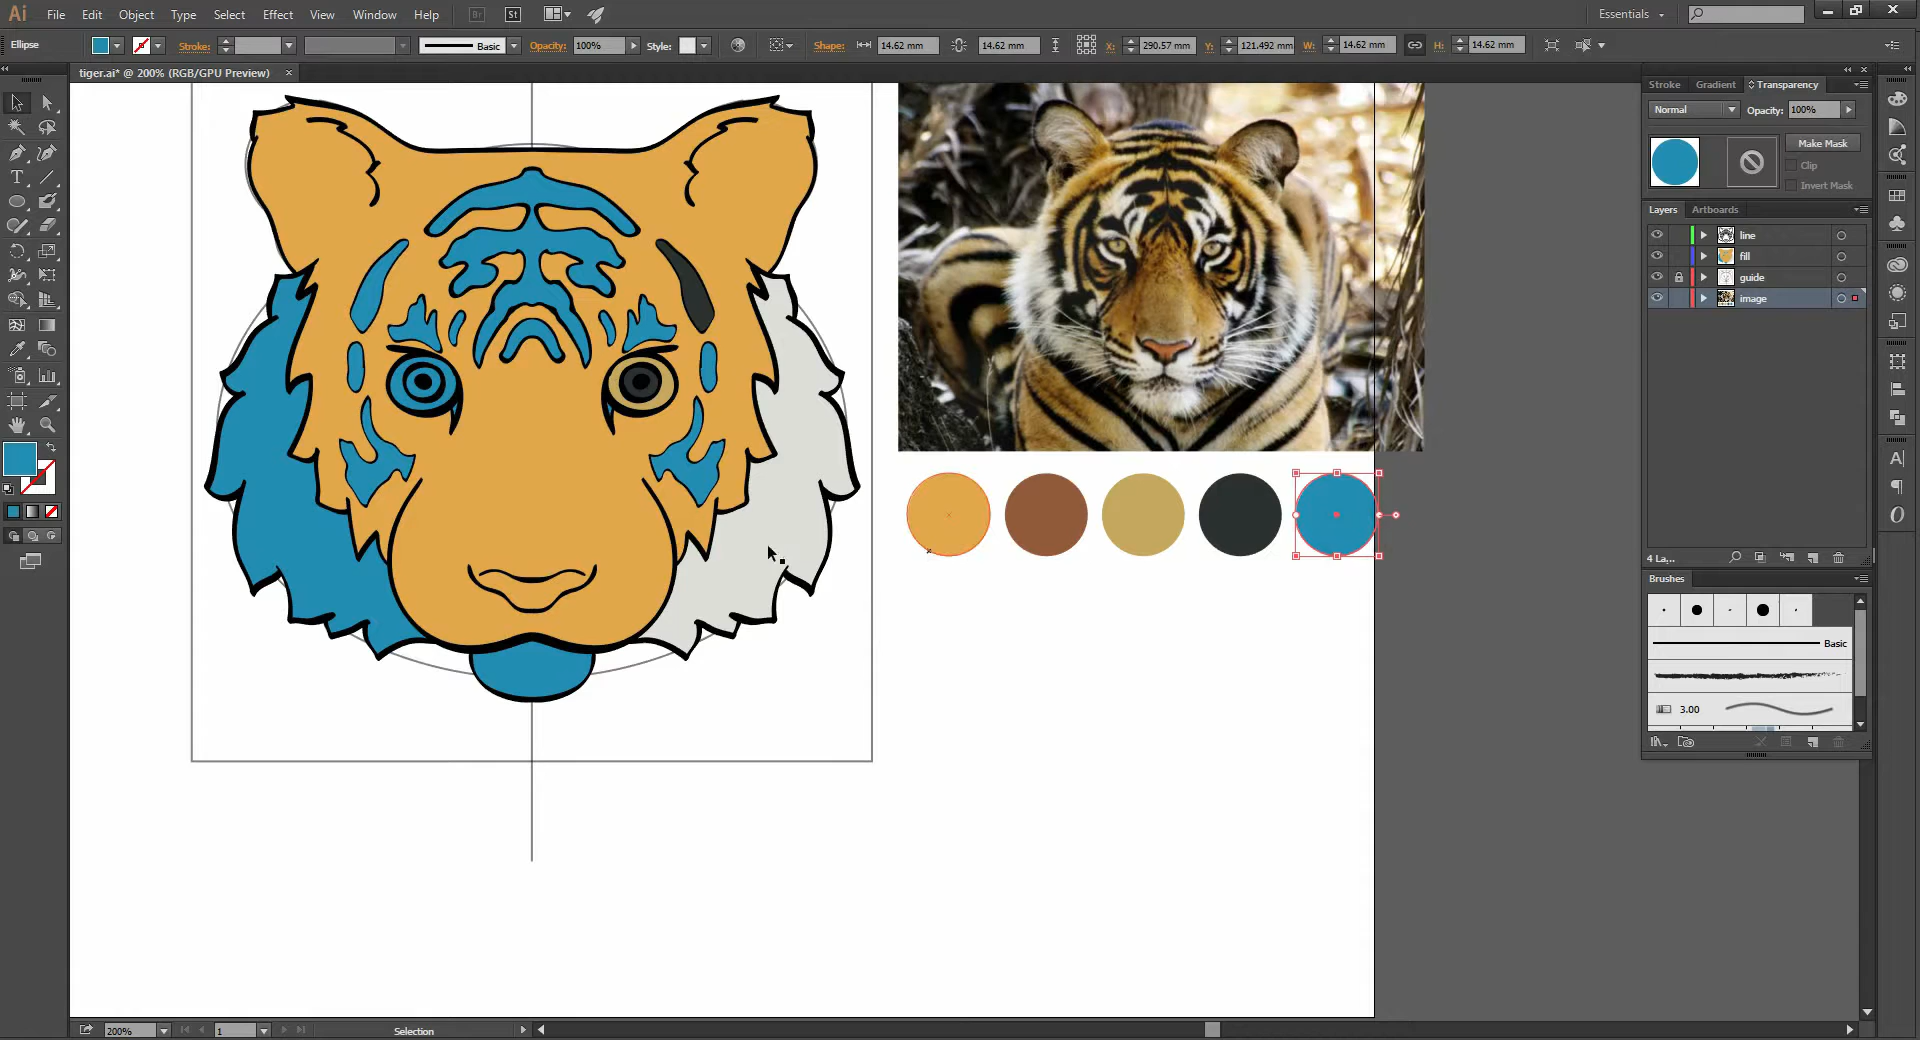 Ai File Edit Object Type Select Effect View Window Help Br St Essentials
Ellipse Stroke: Basic Opacity: 100% Style: Shape: 14.62 mm 14.62 mm X: 290.57 mm Y: 121.492 mm W: 14.62 mm H: 14.62 mm
tiger.ai* @ 200% (RGB/GPU Preview)
Stroke Gradient Transparency
Normal Opacity: 100%
Make Mask
Clip
Invert Mask
Layers Artboards
line
fill
guide
image
4 La...
Brushes
Basic
3.00
200% 1 Selection